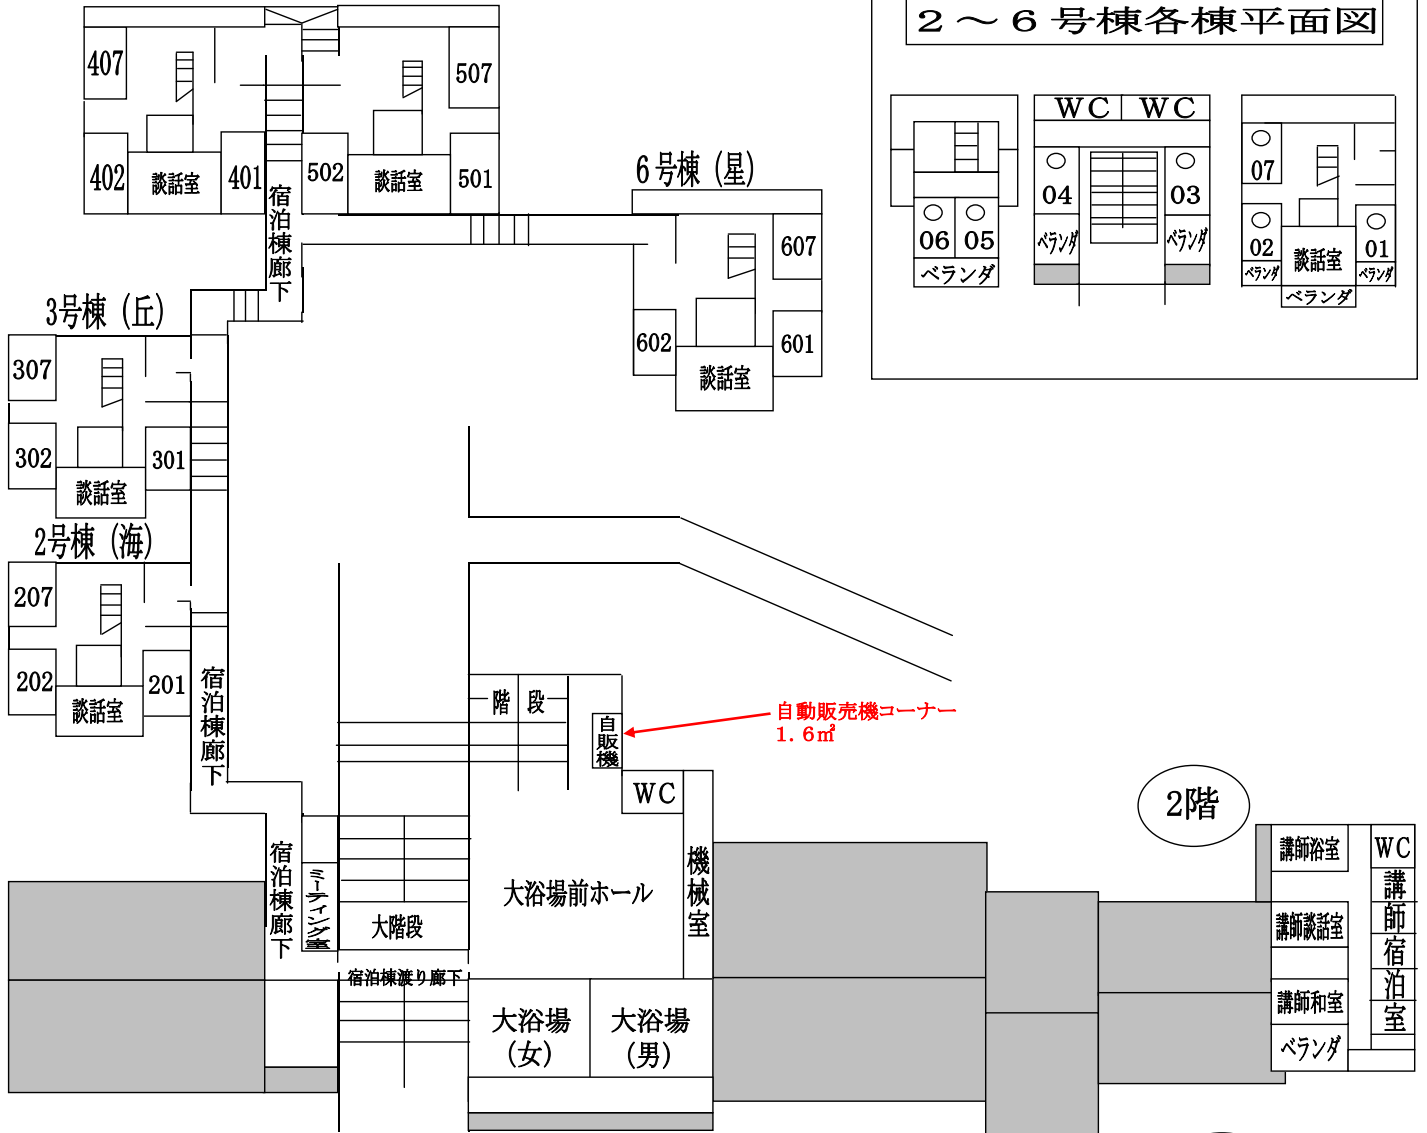 2～6号棟各棟平面図
407
507
402
談話室
401
502
談話室
501
宿泊棟廊下
6号棟（星）
607
602
601
談話室
WC
WC
04
03
ベランダ
ベランダ
06
05
ベランダ
07
02
01
談話室
ベランダ
ベランダ
ベランダ
3号棟（丘）
307
302
301
談話室
2号棟（海）
207
202
201
談話室
宿泊棟廊下
階段
自販機
自動販売機コーナー
1.6㎡
WC
機械室
大浴場前ホール
宿泊棟廊下
ミーティング室
大階段
宿泊棟渡り廊下
大浴場
（女）
大浴場
（男）
2階
講師浴室
WC
講師宿泊室
講師談話室
講師和室
ベランダ